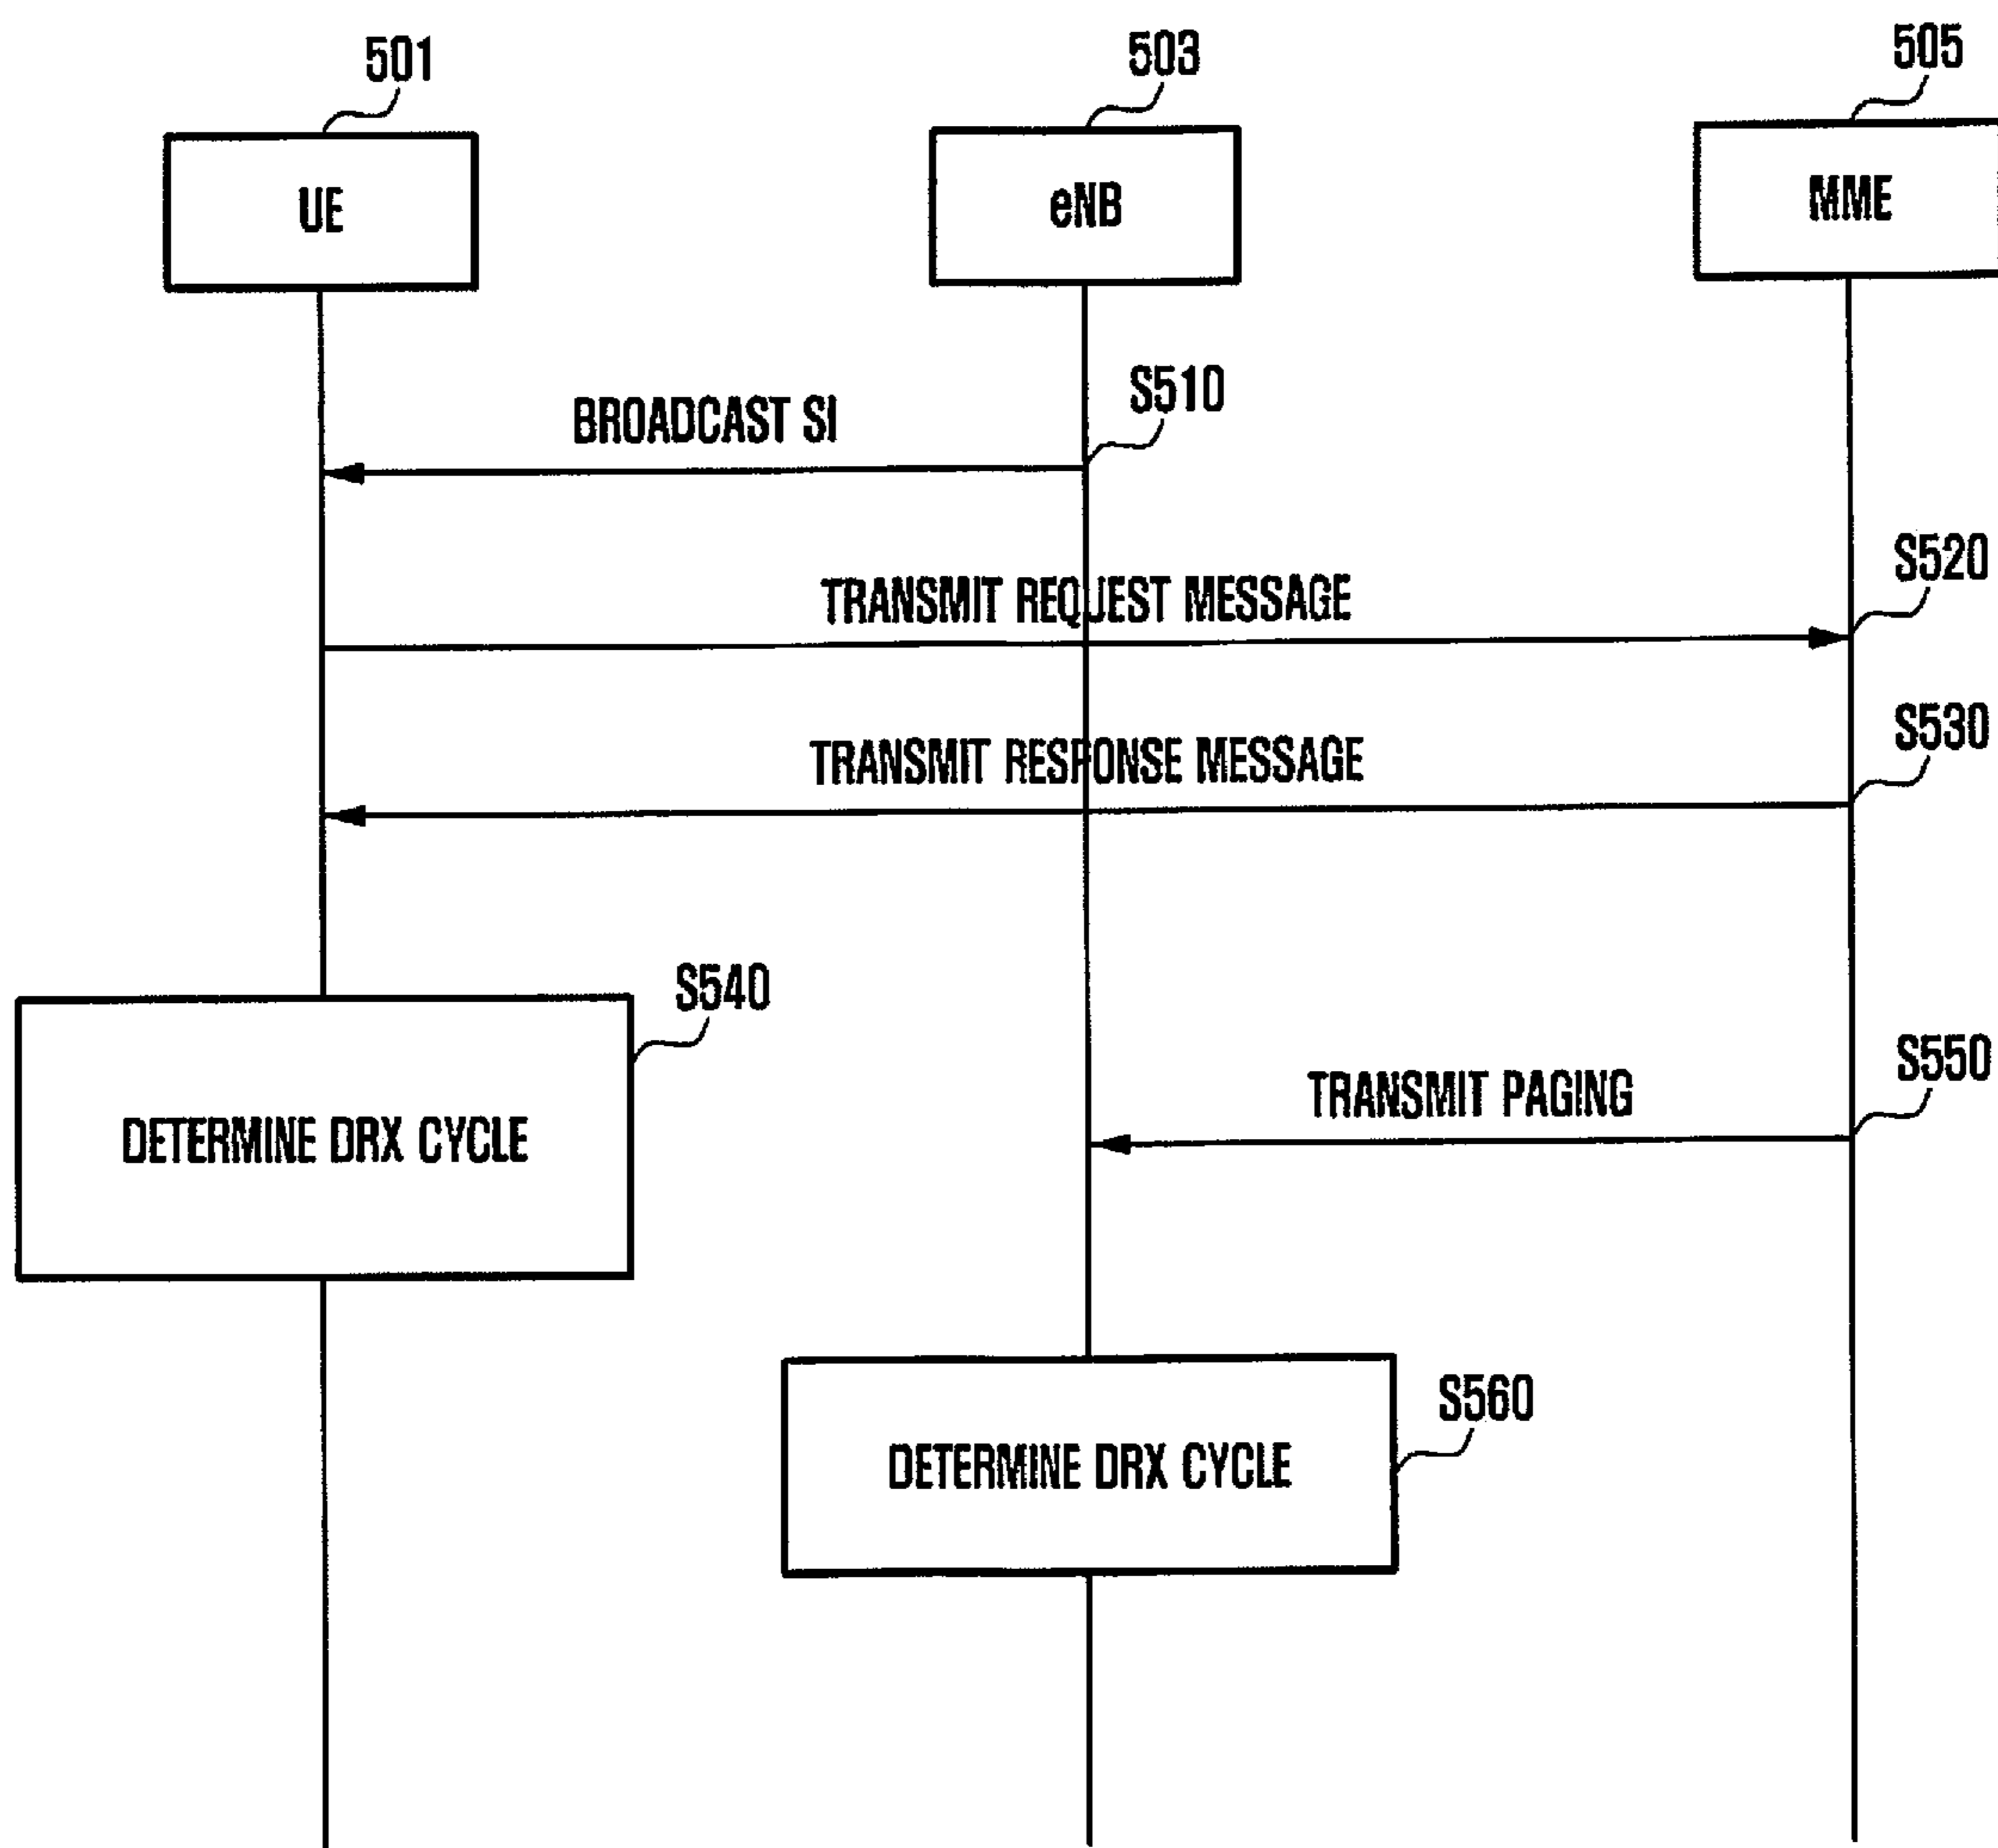 501
503
505
UE
eNB
MME
S510
BROADCAST SI
S520
TRANSMIT REQUEST MESSAGE
S530
TRANSMIT RESPONSE MESSAGE
S540
DETERMINE DRX CYCLE
S550
TRANSMIT PAGING
S560
DETERMINE DRX CYCLE